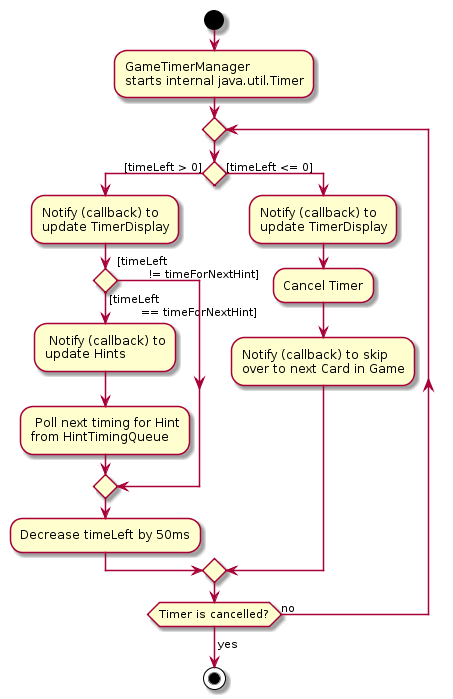 GameTimerManager
starts internal java.util.Timer
[timeLeft > 0]
[timeLeft <= 0]
Notify (callback) to
update TimerDisplay
Notify (callback) to
update TimerDisplay
[timeLeft
!= timeForNextHint]
Cancel Timer
[timeLeft
== timeForNextHint]
Notify (callback) to
update Hints
Notify (callback) to skip
over to next Card in Game
Poll next timing for Hint
from HintTimingQueue
Decrease timeLeft by 50ms
Timer is cancelled?
no
yes